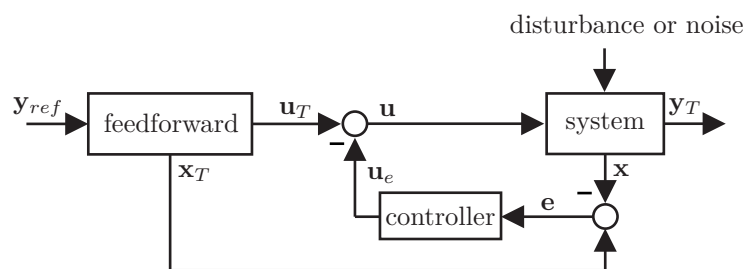 disturbance or noise
y_ref
feedforward
u_T
u
system
y_T
x_T
−
u_e
x
−
controller
e